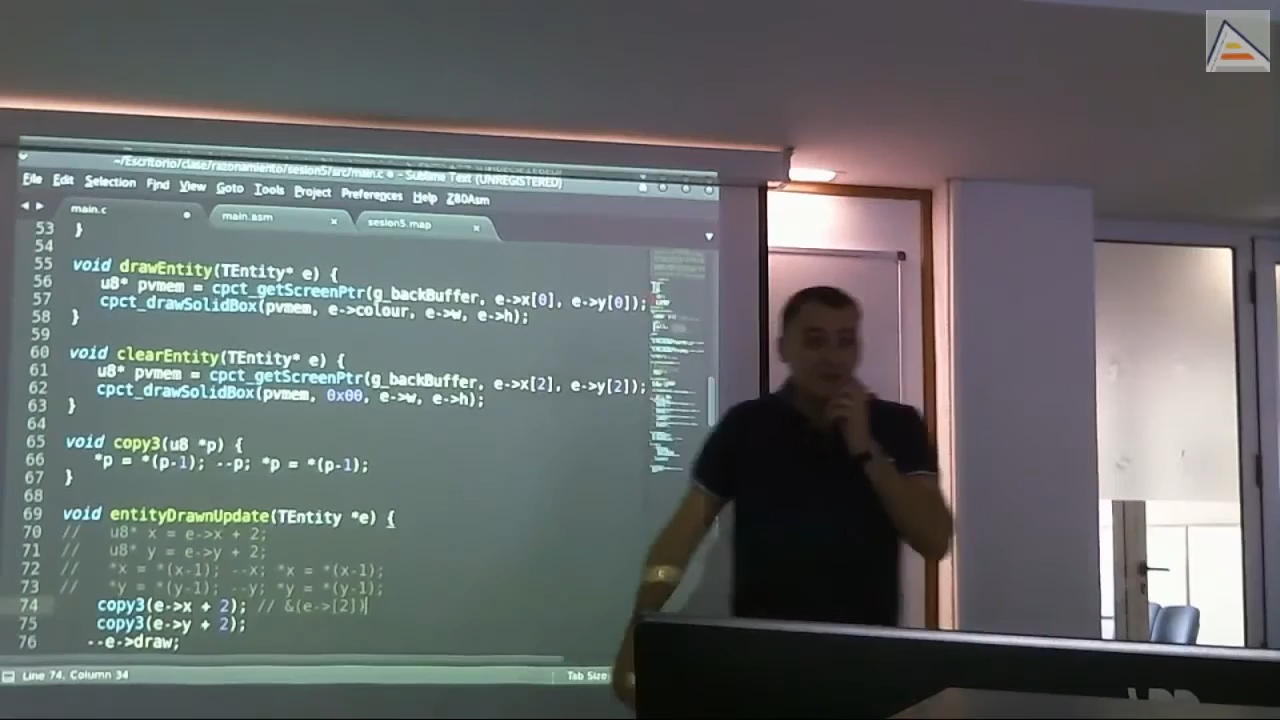 ~/Escritorio/clase/razonamiento/sesion5/src/main.c • - Sublime Text (UNREGISTERED)
File Edit Selection Find View Goto Tools Project Preferences Help Z80Asm
main.c main.asm sesion5.map
53 }
54
55 void drawEntity(TEntity* e) {
56 u8* pvmem = cpct_getScreenPtr(g_backBuffer, e->x[0], e->y[0]);
57 cpct_drawSolidBox(pvmem, e->colour, e->w, e->h);
58 }
59
60 void clearEntity(TEntity* e) {
61 u8* pvmem = cpct_getScreenPtr(g_backBuffer, e->x[2], e->y[2]);
62 cpct_drawSolidBox(pvmem, 0x00, e->w, e->h);
63 }
64
65 void copy3(u8 *p) {
66 *p = *(p-1); --p; *p = *(p-1);
67 }
68
69 void entityDrawnUpdate(TEntity *e) {
70 // u8* x = e->x + 2;
71 // u8* y = e->y + 2;
72 // *x = *(x-1); --x; *x = *(x-1);
73 // *y = *(y-1); --y; *y = *(y-1);
74 copy3(e->x + 2); // &(e->[2])
75 copy3(e->y + 2);
76 --e->draw;
Line 74, Column 34 Tab Size